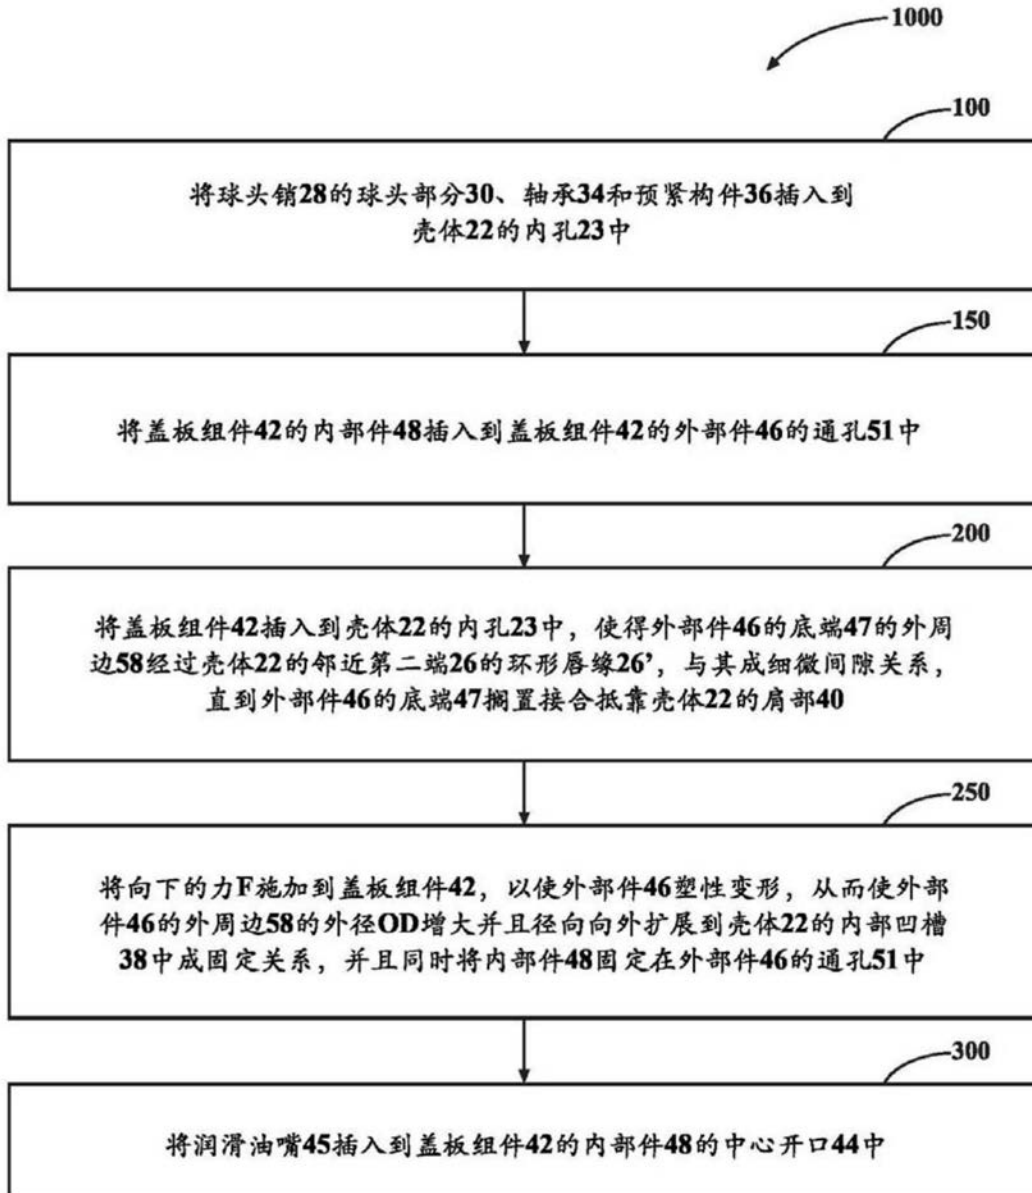 1000
100
将球头销28的球头部分30、轴承34和预紧构件36插入到
壳体22的内孔23中
150
将盖板组件42的内部件48插入到盖板组件42的外部件46的通孔51中
200
将盖板组件42插入到壳体22的内孔23中，使得外部件46的底端47的外周
边58经过壳体22的邻近第二端26的环形唇缘26’，与其成细微间隙关系，
直到外部件46的底端47搁置接合抵靠壳体22的肩部40
250
将向下的力F施加到盖板组件42，以使外部件46塑性变形，从而使外部
件46的外周边58的外径OD增大并且径向向外扩展到壳体22的内部凹槽
38中成固定关系，并且同时将内部件48固定在外部件46的通孔51中
300
将润滑油嘴45插入到盖板组件42的内部件48的中心开口44中